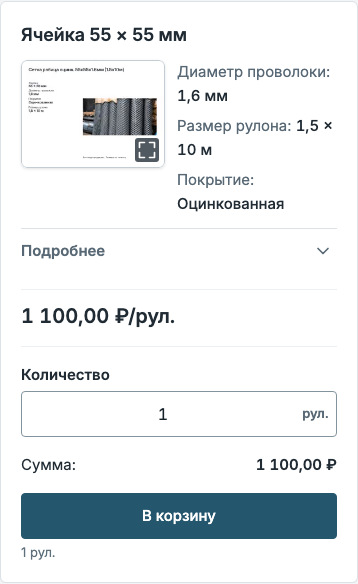 Ячейка 55 × 55 мм
Диаметр проволоки:
1,6 мм
Размер рулона: 1,5 ×
10 м
Покрытие:
Оцинкованная
Подробнее
1 100,00 ₽/рул.
Количество
1 рул.
Сумма: 1 100,00 ₽
В корзину
1 рул.